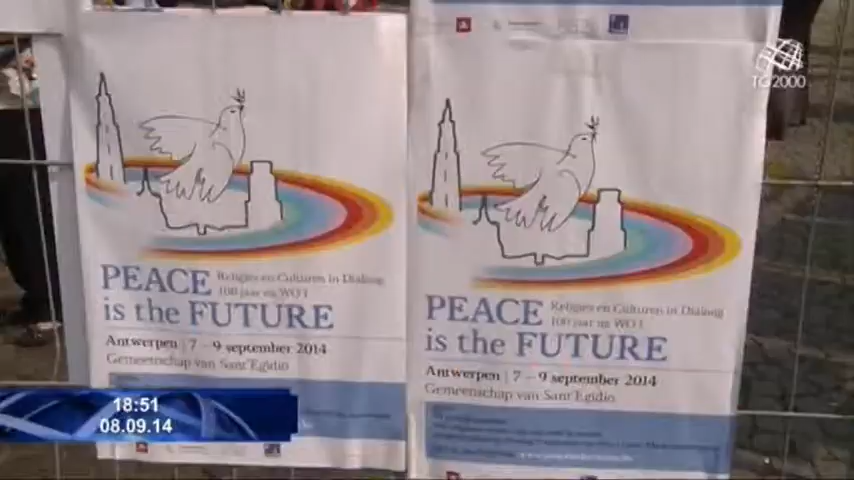 TG2000
PEACE Religies en Culturen in Dialoog
100 jaar na WO I
is the FUTURE
Antwerpen | 7 - 9 september 2014
Gemeenschap van Sant'Egidio
PEACE Religies en Culturen in Dialoog
100 jaar na WO I
is the FUTURE
Antwerpen | 7 - 9 september 2014
Gemeenschap van Sant'Egidio
18:51
08.09.14